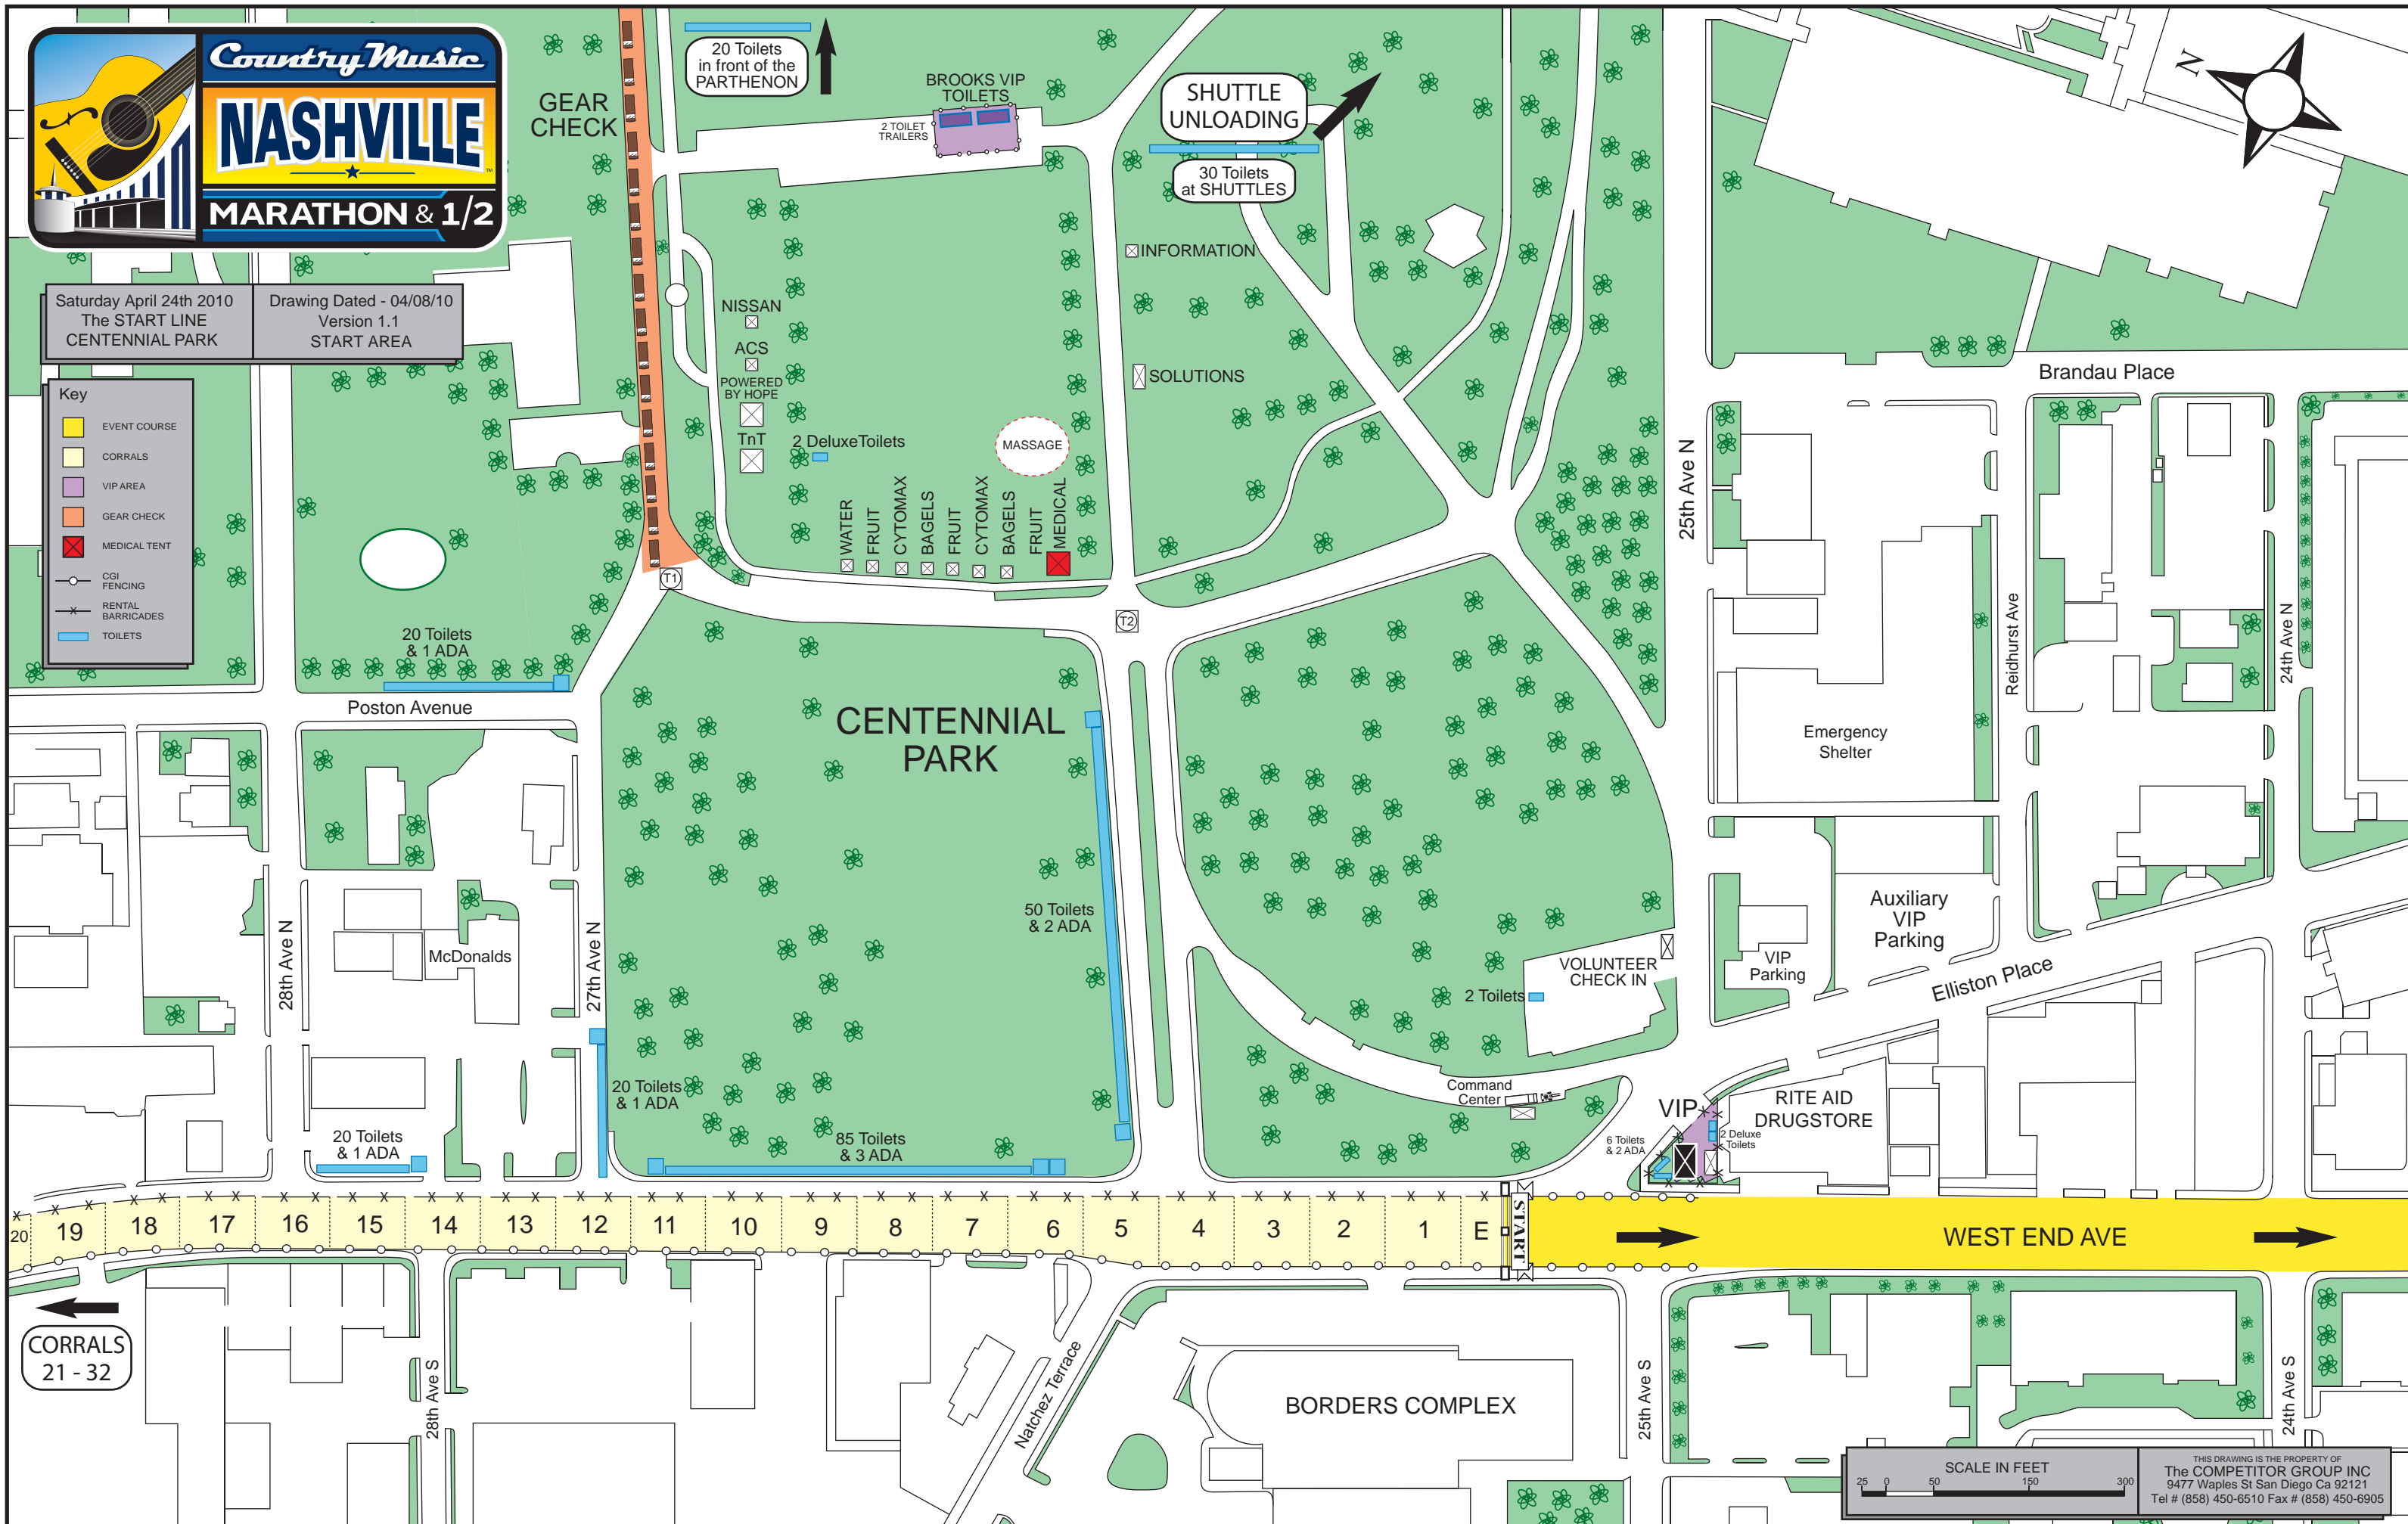 Country Music
NASHVILLE
MARATHON & 1/2
Saturday April 24th 2010
The START LINE
CENTENNIAL PARK
Drawing Dated - 04/08/10
Version 1.1
START AREA
Key
EVENT COURSE
CORRALS
VIP AREA
GEAR CHECK
MEDICAL TENT
CGI
FENCING
RENTAL
BARRICADES
TOILETS
GEAR
CHECK
20 Toilets
in front of the
PARTHENON
BROOKS VIP
TOILETS
2 TOILET
TRAILERS
SHUTTLE
UNLOADING
30 Toilets
at SHUTTLES
N
INFORMATION
NISSAN
ACS
POWERED
BY HOPE
TnT
2 DeluxeToilets
SOLUTIONS
MASSAGE
WATER
FRUIT
CYTOMAX
BAGELS
FRUIT
CYTOMAX
BAGELS
FRUIT
MEDICAL
T1
T2
Brandau Place
25th Ave N
Reidhurst Ave
24th Ave N
20 Toilets
& 1 ADA
Poston Avenue
CENTENNIAL
PARK
Emergency
Shelter
50 Toilets
& 2 ADA
McDonalds
28th Ave N
27th Ave N
VOLUNTEER
CHECK IN
2 Toilets
VIP
Parking
Auxiliary
VIP
Parking
Elliston Place
20 Toilets
& 1 ADA
20 Toilets
& 1 ADA
85 Toilets
& 3 ADA
Command
Center
VIP
6 Toilets
& 2 ADA
2 Deluxe
Toilets
RITE AID
DRUGSTORE
20
19
18
17
16
15
14
13
12
11
10
9
8
7
6
5
4
3
2
1
E
START
WEST END AVE
CORRALS
21 - 32
28th Ave S
Natchez Terrace
BORDERS COMPLEX
25th Ave S
24th Ave S
SCALE IN FEET
25 0 50 150 300
THIS DRAWING IS THE PROPERTY OF
The COMPETITOR GROUP INC
9477 Waples St San Diego Ca 92121
Tel # (858) 450-6510 Fax # (858) 450-6905